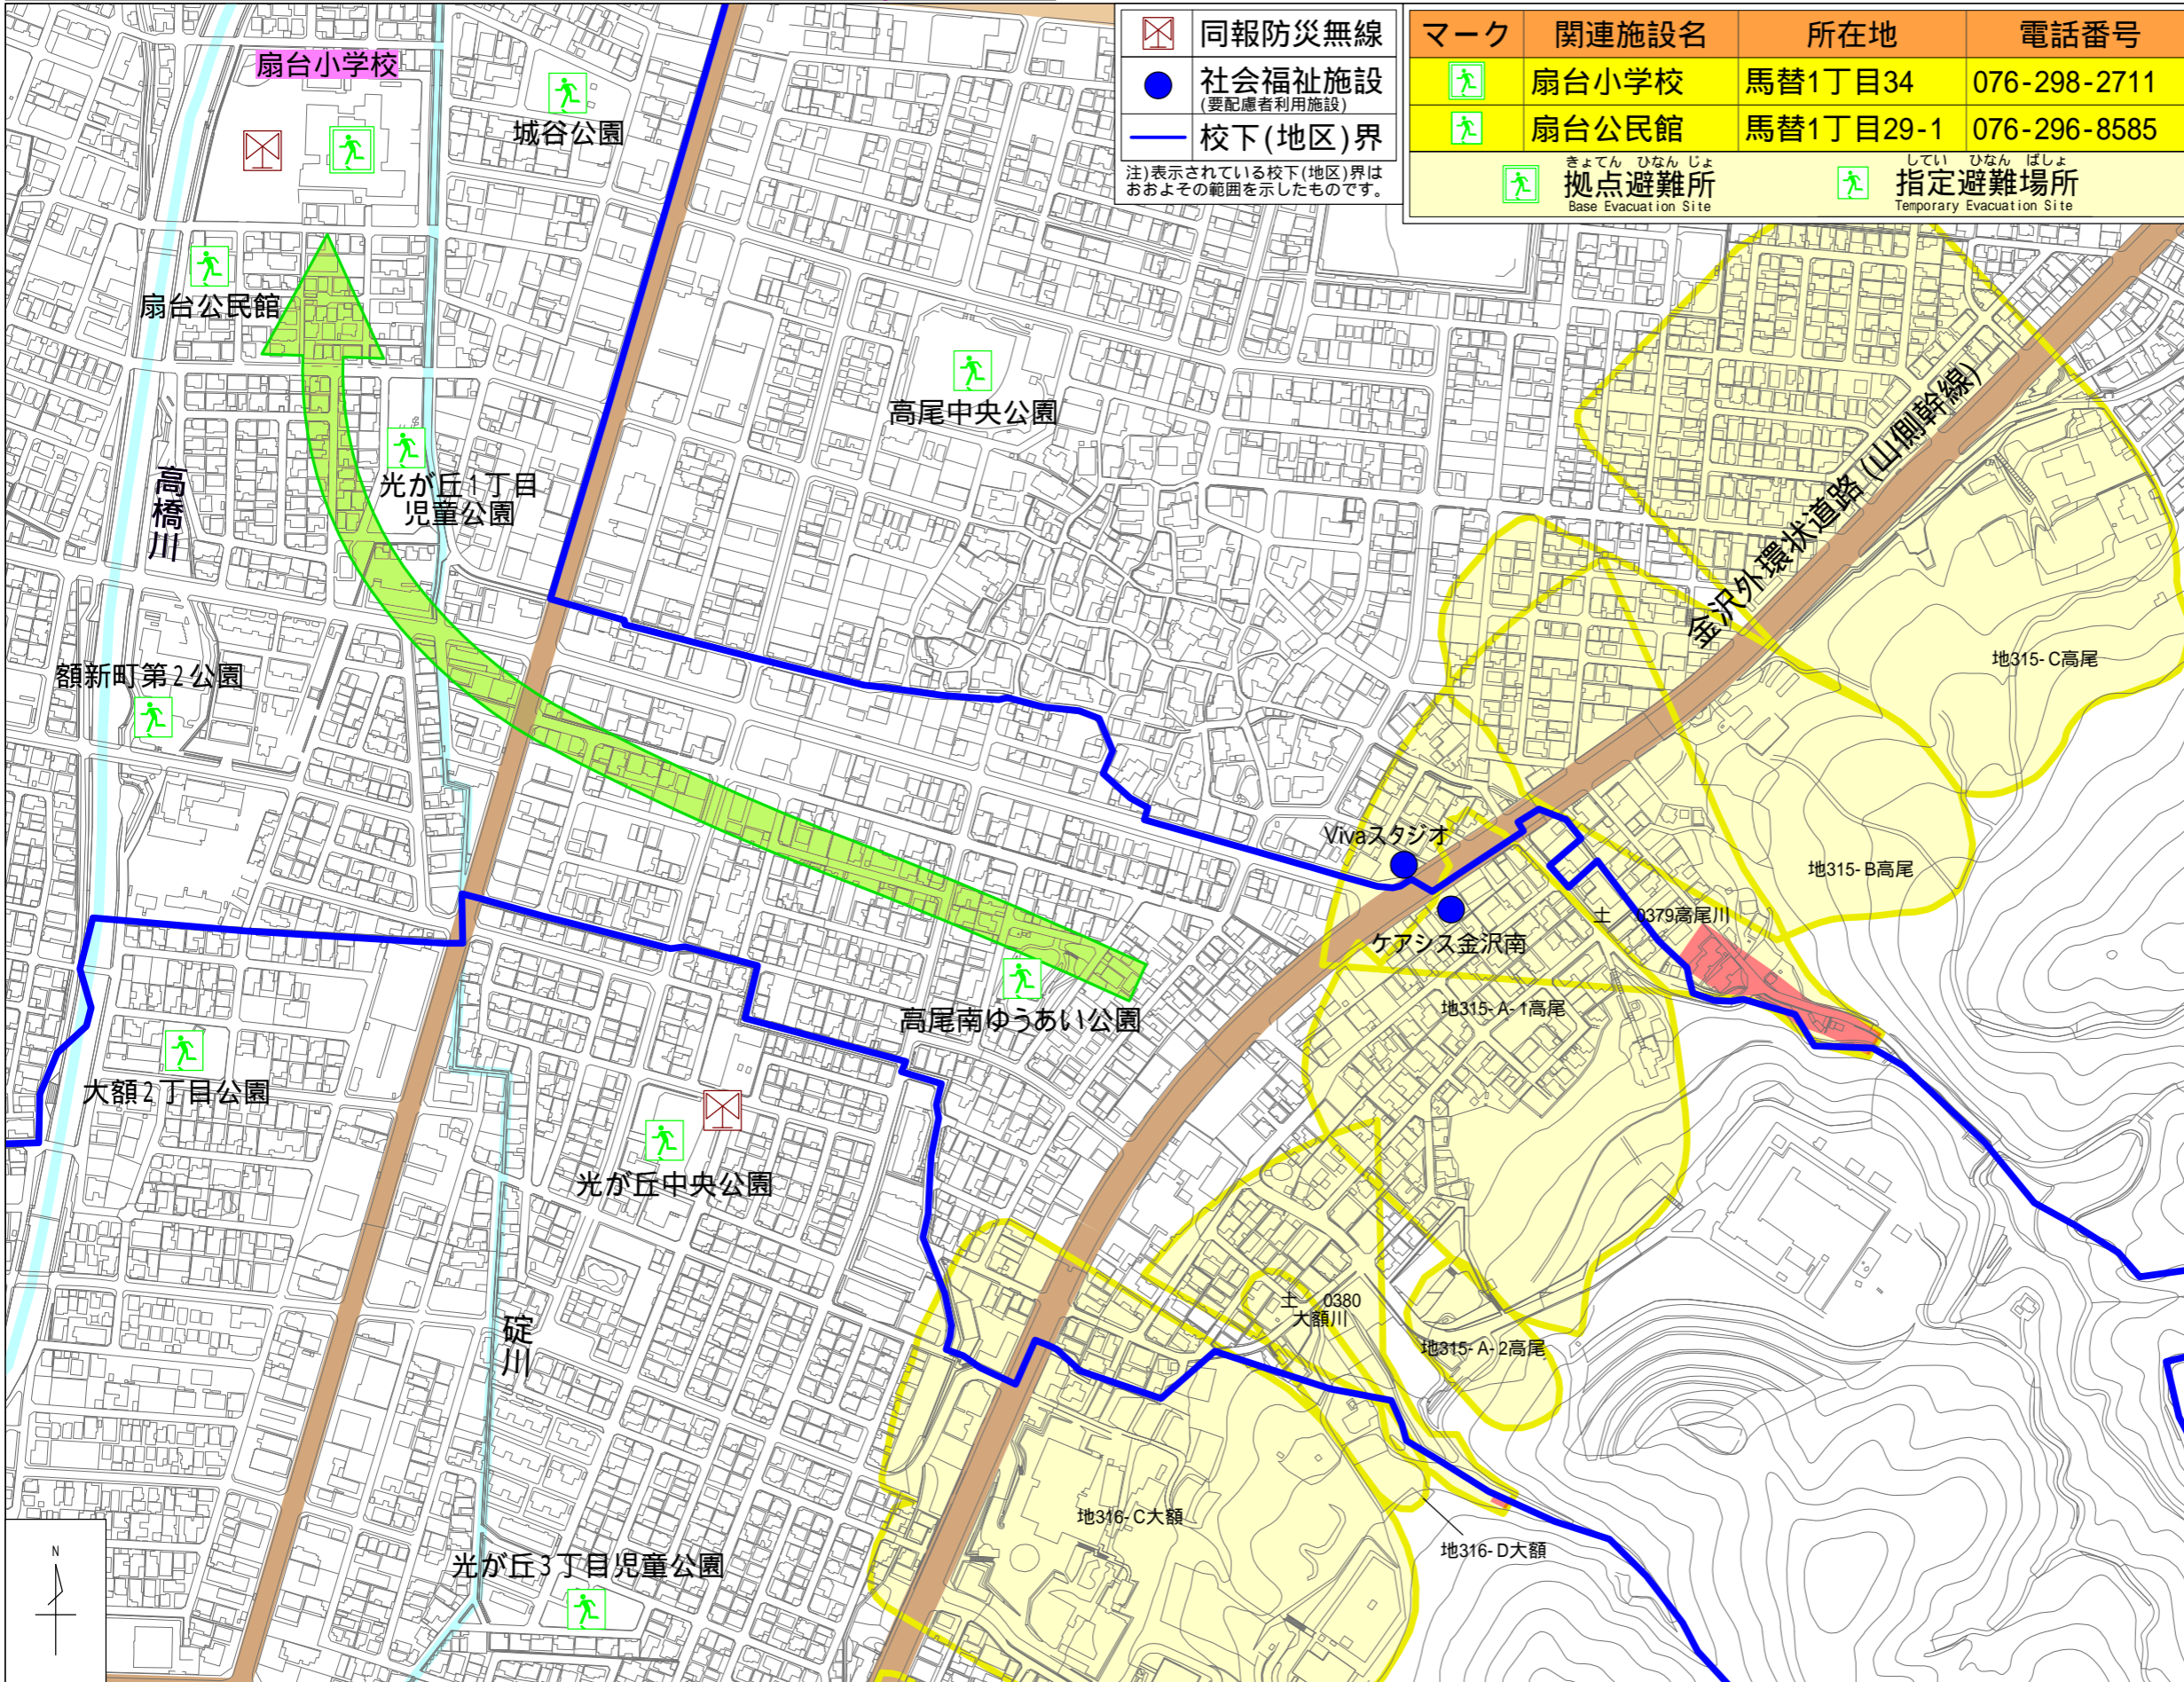 同報防災無線
社会福祉施設
(要配慮者利用施設)
校下(地区)界
注)表示されている校下(地区)界は
おおよその範囲を示したものです。
マーク 関連施設名 所在地 電話番号
扇台小学校 馬替1丁目34 076-298-2711
扇台公民館 馬替1丁目29-1 076-296-8585
きょてん ひなん じょ
拠点避難所
Base Evacuation Site
してい ひなん ばしょ
指定避難場所
Temporary Evacuation Site
扇台小学校
城谷公園
扇台公民館
高尾中央公園
光が丘1丁目
児童公園
高橋川
金沢外環状道路(山側幹線)
額新町第2公園
地315-C高尾
Vivaスタジオ
地315-B高尾
土 0379高尾川
ケアシス金沢南
地315-A-1高尾
高尾南ゆうあい公園
大額2丁目公園
光が丘中央公園
土 0380
大額川
碇川
地315-A-2高尾
地316-C大額
地316-D大額
光が丘3丁目児童公園
N